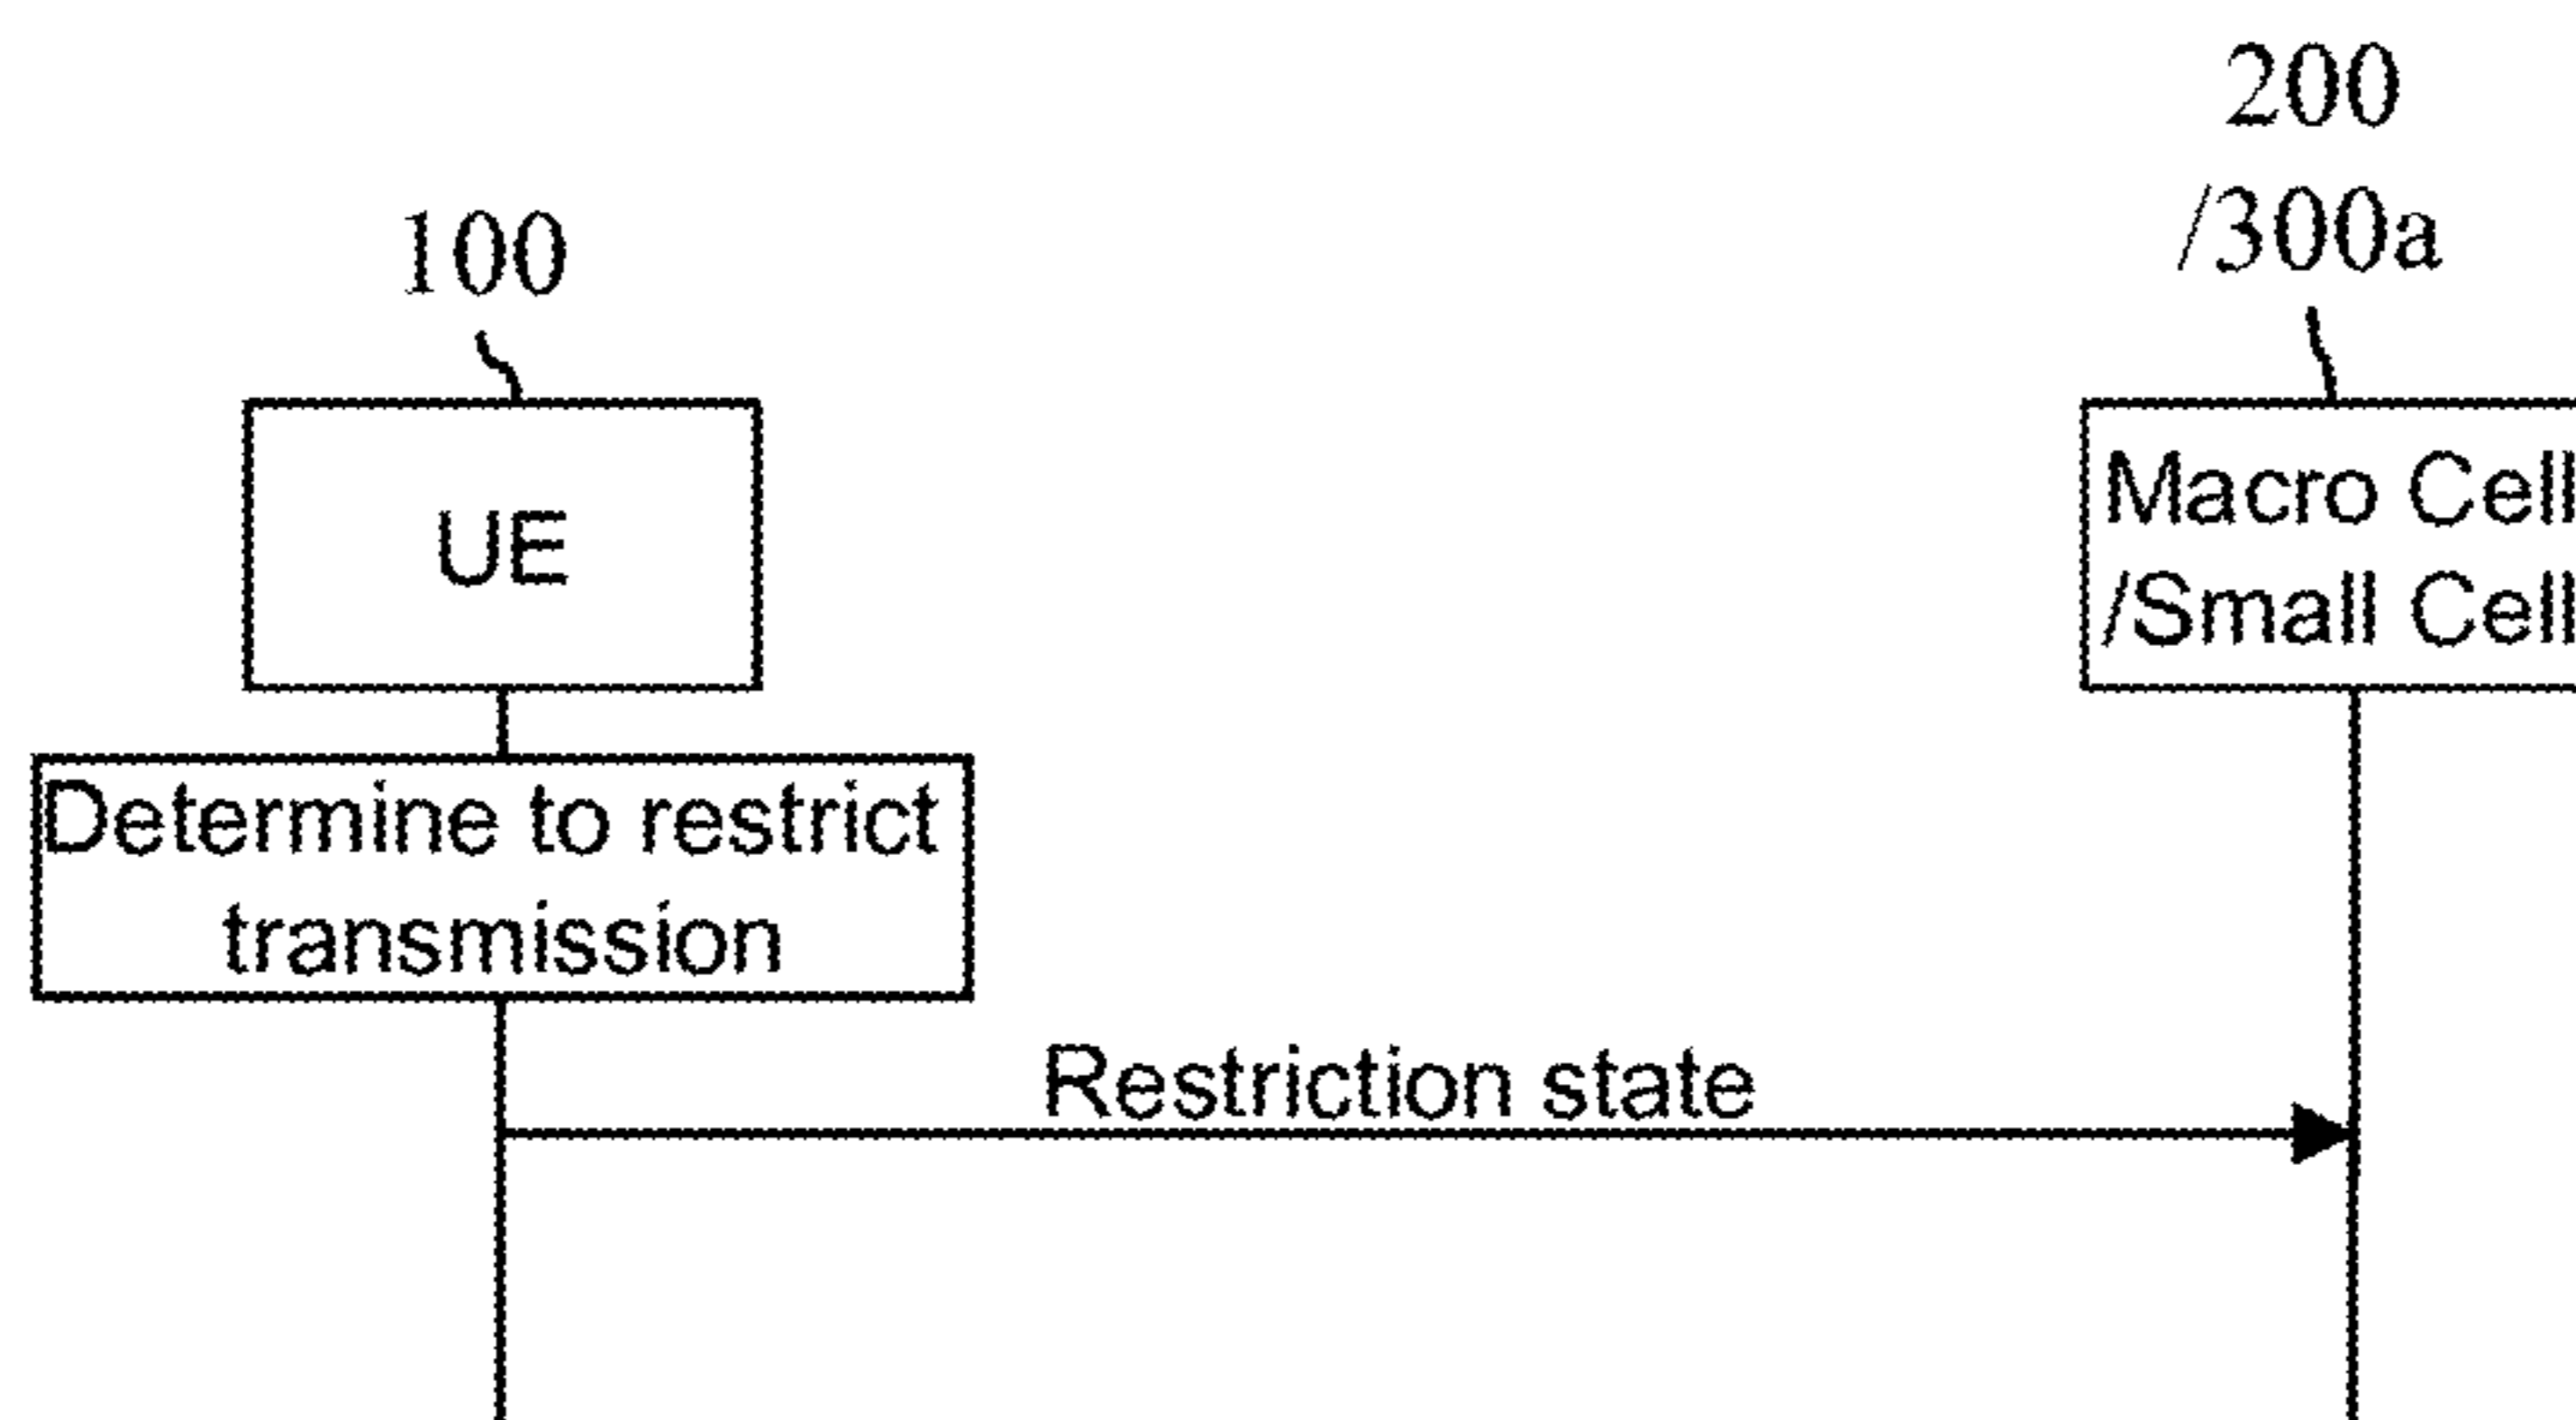 200
/300a
100
UE
Macro Cell
/Small Cell
Determine to restrict
transmission
Restriction state